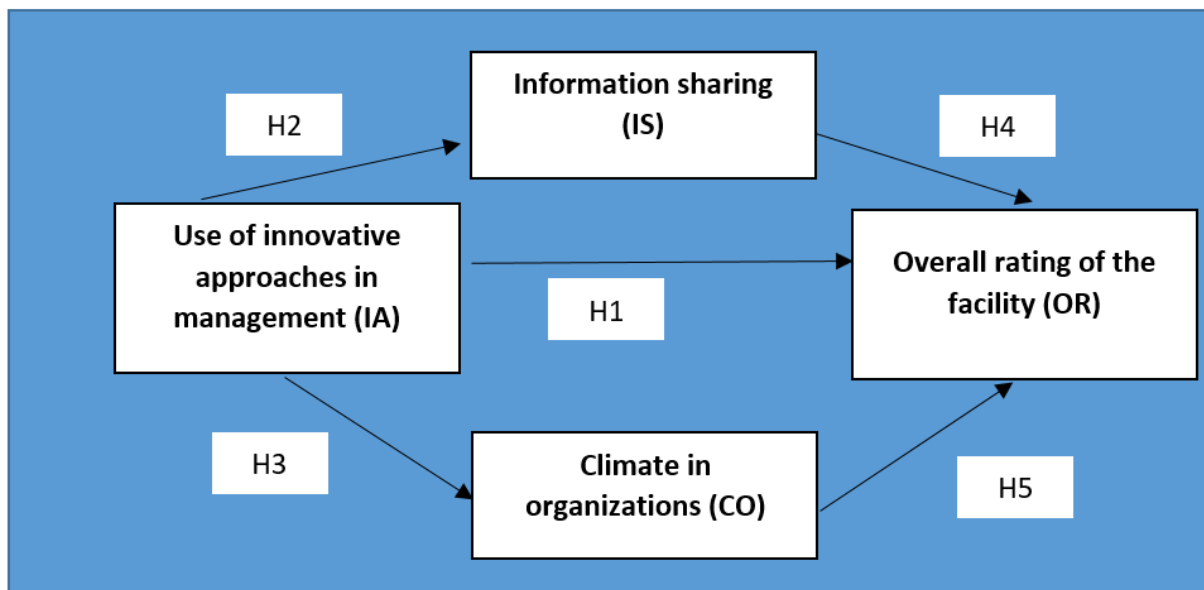 Information sharing
(IS)
H2
H4
Use of innovative
approaches in
management (IA)
H1
Overall rating of the
facility (OR)
H3
Climate in
organizations (CO)
H5